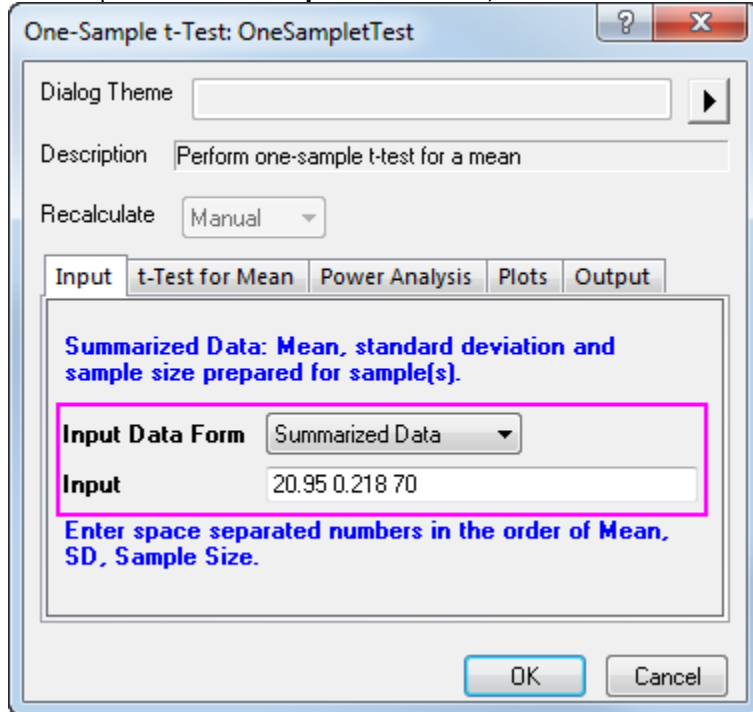 One-Sample t-Test: OneSampletTest
?
X
Dialog Theme
Description Perform one-sample t-test for a mean
Recalculate Manual
Input t-Test for Mean Power Analysis Plots Output
Summarized Data: Mean, standard deviation and
sample size prepared for sample(s).
Input Data Form Summarized Data
Input 20.95 0.218 70
Enter space separated numbers in the order of Mean,
SD, Sample Size.
OK Cancel